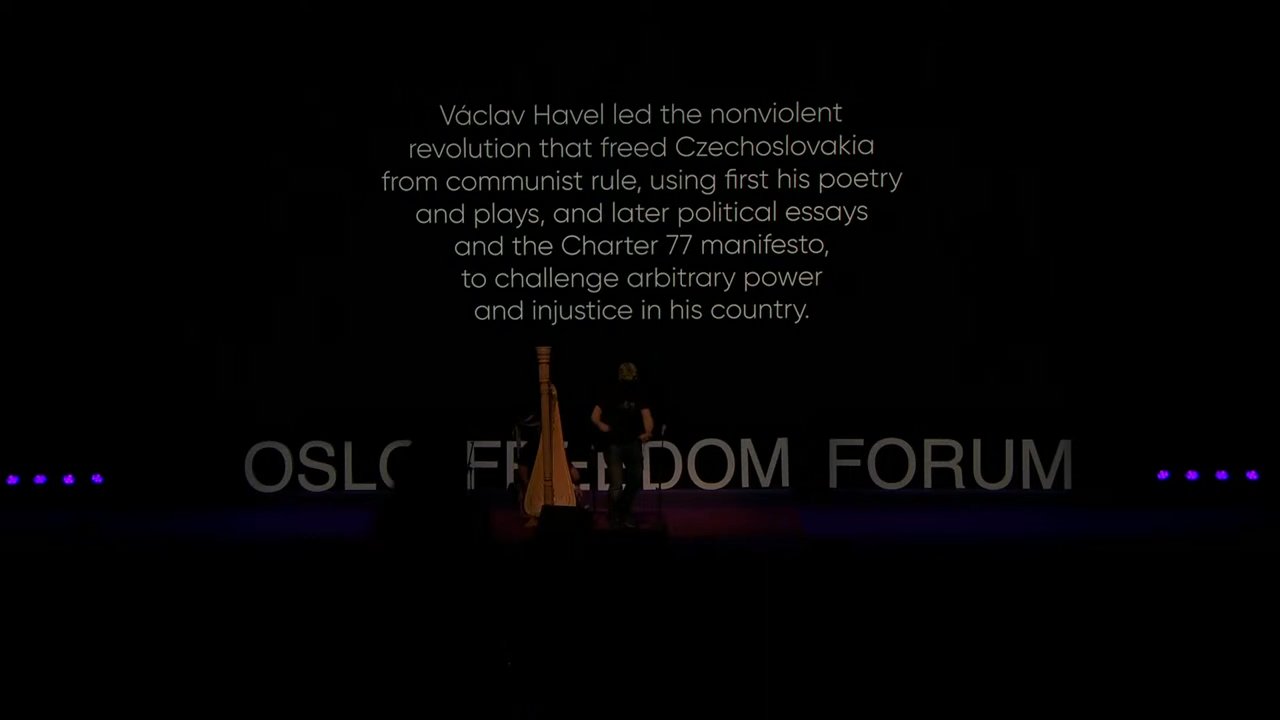 Václav Havel led the nonviolent
revolution that freed Czechoslovakia
from communist rule, using first his poetry
and plays, and later political essays
and the Charter 77 manifesto,
to challenge arbitrary power
and injustice in his country.
OSLO FREEDOM FORUM